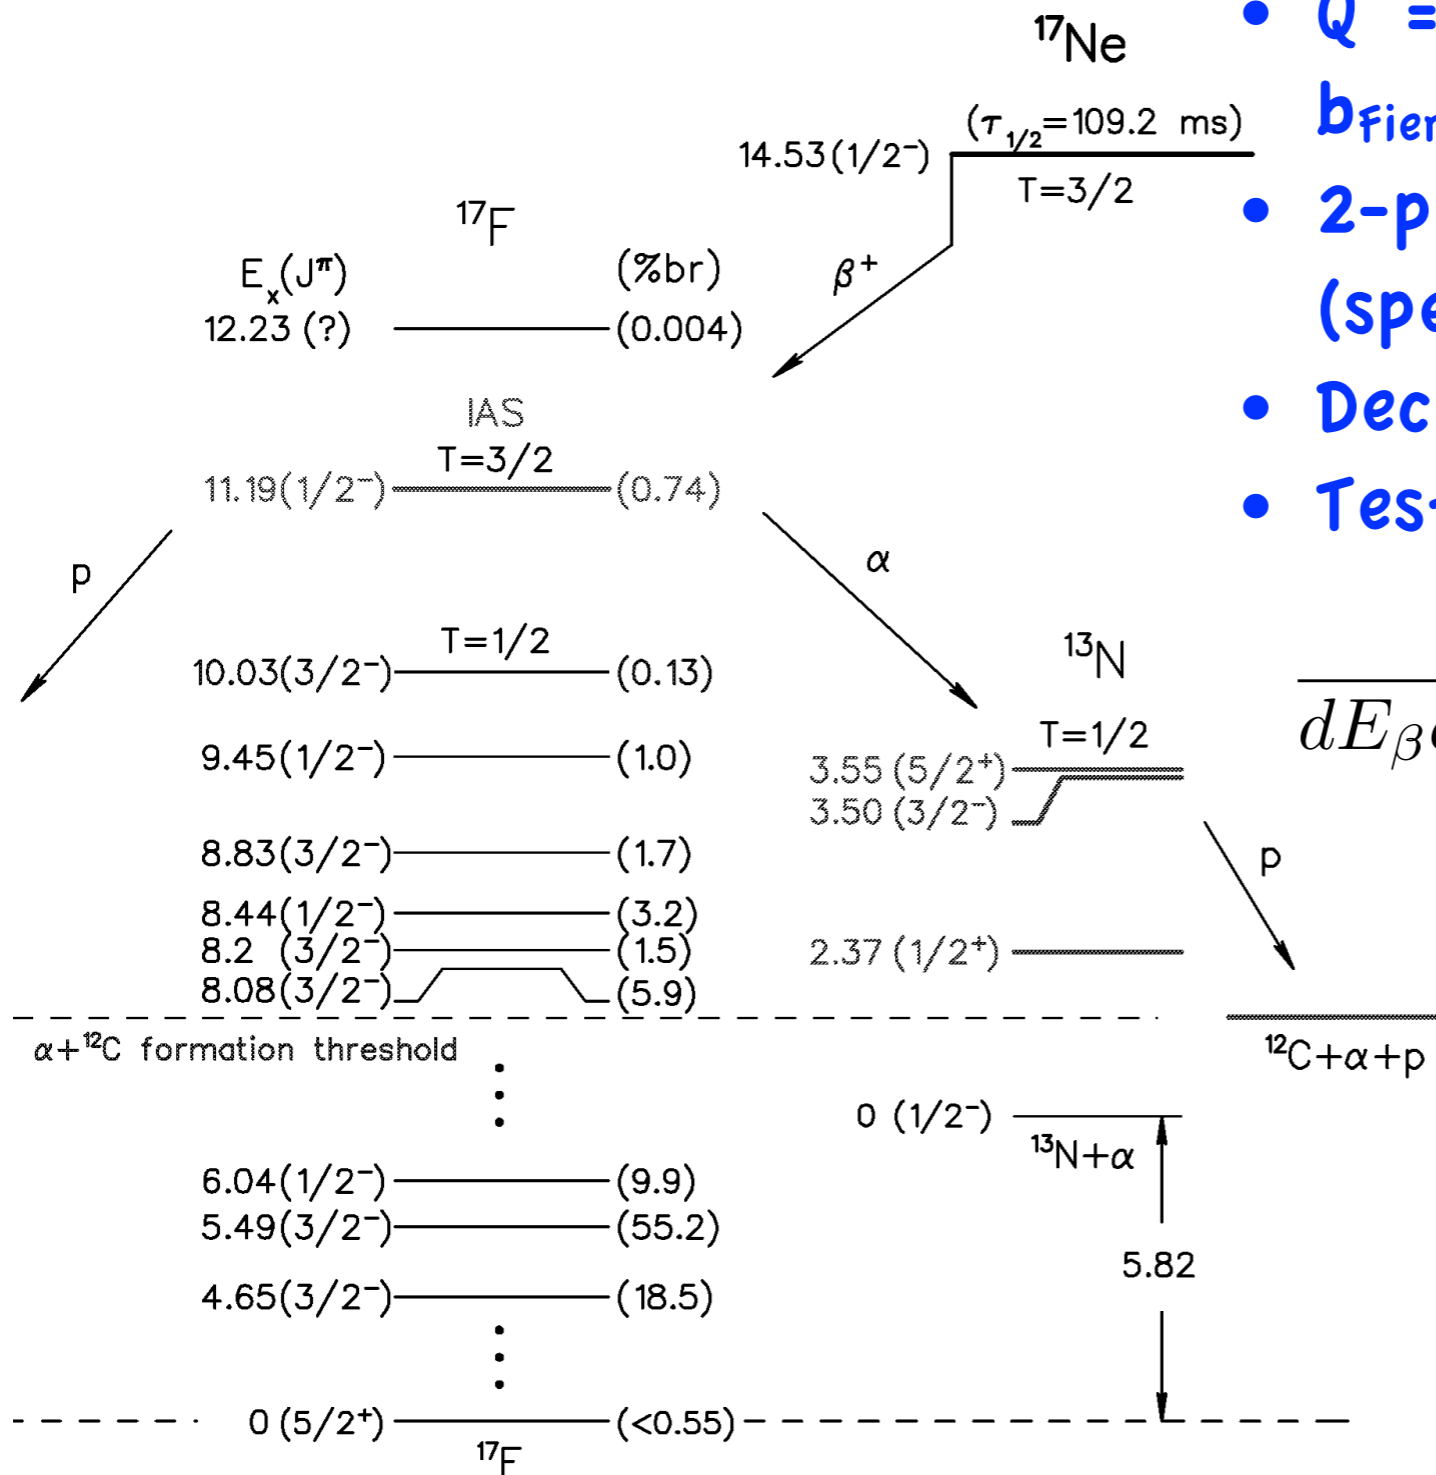 ¹⁷Ne
(τ₁/₂=109.2 ms)
14.53(1/2⁻)
T=3/2
β⁺
¹⁷F
Eₓ(Jᵖ) (%br)
12.23 (?) (0.004)
IAS
T=3/2
11.19(1/2⁻) (0.74)
p
α
T=1/2
10.03(3/2⁻) (0.13)
9.45(1/2⁻) (1.0)
8.83(3/2⁻) (1.7)
8.44(1/2⁻) (3.2)
8.2 (3/2⁻) (1.5)
8.08(3/2⁻) (5.9)
α+¹²C formation threshold
6.04(1/2⁻) (9.9)
5.49(3/2⁻) (55.2)
4.65(3/2⁻) (18.5)
0 (5/2⁺) (<0.55)
¹⁷F
¹³N
T=1/2
3.55 (5/2⁺)
3.50 (3/2⁻)
p
2.37 (1/2⁺)
¹²C+α+p
0 (1/2⁻)
¹³N+α
5.82
• Q =
b
• 2-p
(spe
• Dec
• Tes
dE_β